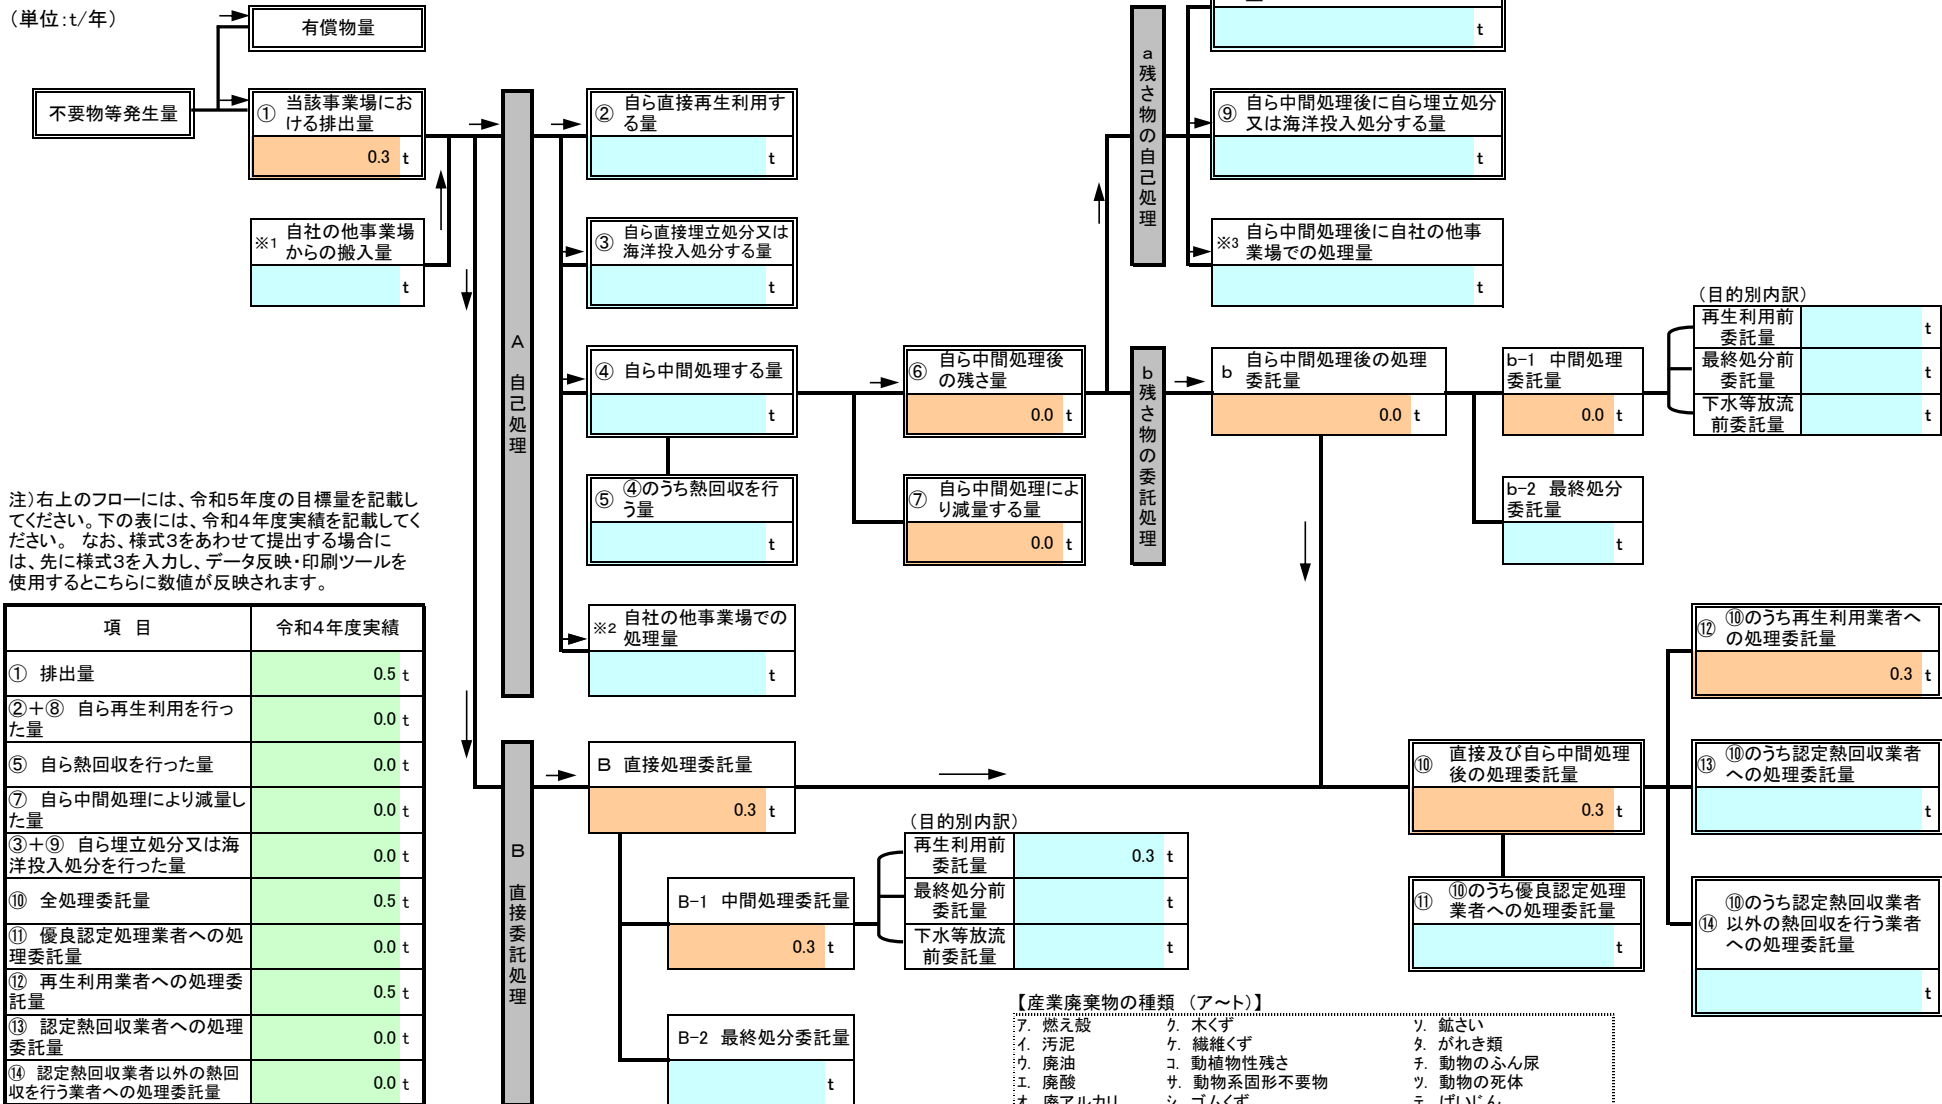 (単位:t/年)
有償物量
不要物等発生量
① 当該事業場にお
ける排出量
0.3 t
※1 自社の他事業場
からの搬入量
t
A 自己処理
② 自ら直接再生利用す
る量
t
③ 自ら直接埋立処分又は
海洋投入処分する量
t
④ 自ら中間処理する量
t
⑤ ④のうち熱回収を行
う量
t
※2 自社の他事業場での
処理量
t
⑥ 自ら中間処理後
の残さ量
0.0 t
⑦ 自ら中間処理によ
り減量する量
0.0 t
a 残さ物の自己処理
t
⑨ 自ら中間処理後に自ら埋立処分
又は海洋投入処分する量
t
※3 自ら中間処理後に自社の他事
業場での処理量
t
b 残さ物の委託処理
b 自ら中間処理後の処理
委託量
0.0 t
b-1 中間処理
委託量
0.0 t
b-2 最終処分
委託量
t
(目的別内訳)
再生利用前
委託量
t
最終処分前
委託量
t
下水等放流
前委託量
t
注)右上のフローには、令和5年度の目標量を記載し
てください。下の表には、令和4年度実績を記載してく
ださい。 なお、様式3をあわせて提出する場合に
は、先に様式3を入力し、データ反映・印刷ツールを
使用するとこちらに数値が反映されます。
項 目 令和4年度実績
① 排出量 0.5 t
②+⑧ 自ら再生利用を行っ
た量 0.0 t
⑤ 自ら熱回収を行った量 0.0 t
⑦ 自ら中間処理により減量し
た量 0.0 t
③+⑨ 自ら埋立処分又は海
洋投入処分を行った量 0.0 t
⑩ 全処理委託量 0.5 t
⑪ 優良認定処理業者への処
理委託量 0.0 t
⑫ 再生利用業者への処理委
託量 0.5 t
⑬ 認定熱回収業者への処理
委託量 0.0 t
⑭ 認定熱回収業者以外の熱回
収を行う業者への処理委託量 0.0 t
B 直接委託処理
B 直接処理委託量
0.3 t
B-1 中間処理委託量
0.3 t
B-2 最終処分委託量
t
(目的別内訳)
再生利用前
委託量
0.3 t
最終処分前
委託量
t
下水等放流
前委託量
t
⑩ 直接及び自ら中間処理
後の処理委託量
0.3 t
⑪ ⑩のうち優良認定処理
業者への処理委託量
t
⑫ ⑩のうち再生利用業者へ
の処理委託量
0.3 t
⑬ ⑩のうち認定熱回収業者
への処理委託量
t
⑭ ⑩のうち認定熱回収業者
以外の熱回収を行う業者
への処理委託量
t
【産業廃棄物の種類 (ア~ト)】
ア. 燃え殻 ク. 木くず ソ. 鉱さい
イ. 汚泥 ケ. 繊維くず タ. がれき類
ウ. 廃油 コ. 動植物性残さ チ. 動物のふん尿
エ. 廃酸 サ. 動物系固形不要物 ツ. 動物の死体
オ. 廃アルカリ シ. ゴムくず テ. ばいじん